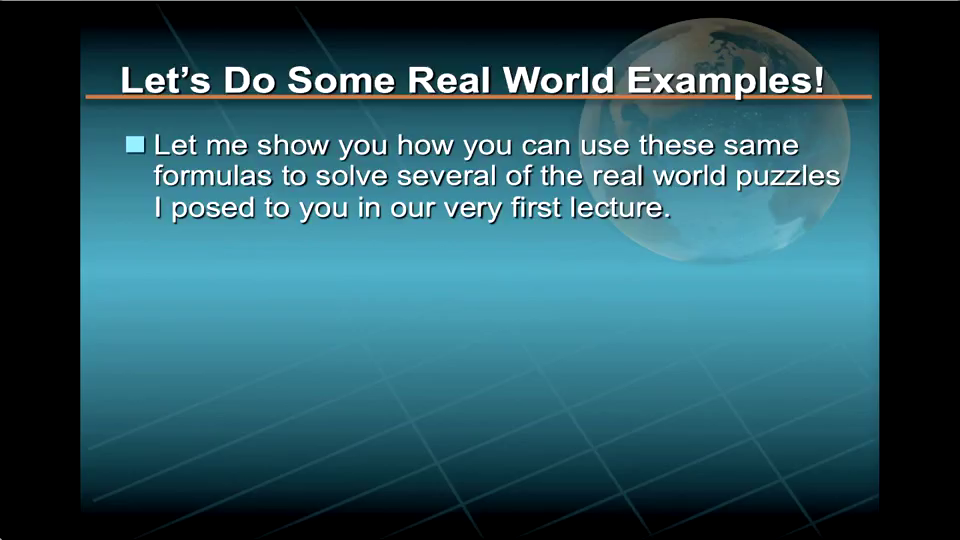 Let's Do Some Real World Examples!
Let me show you how you can use these same
formulas to solve several of the real world puzzles
I posed to you in our very first lecture.